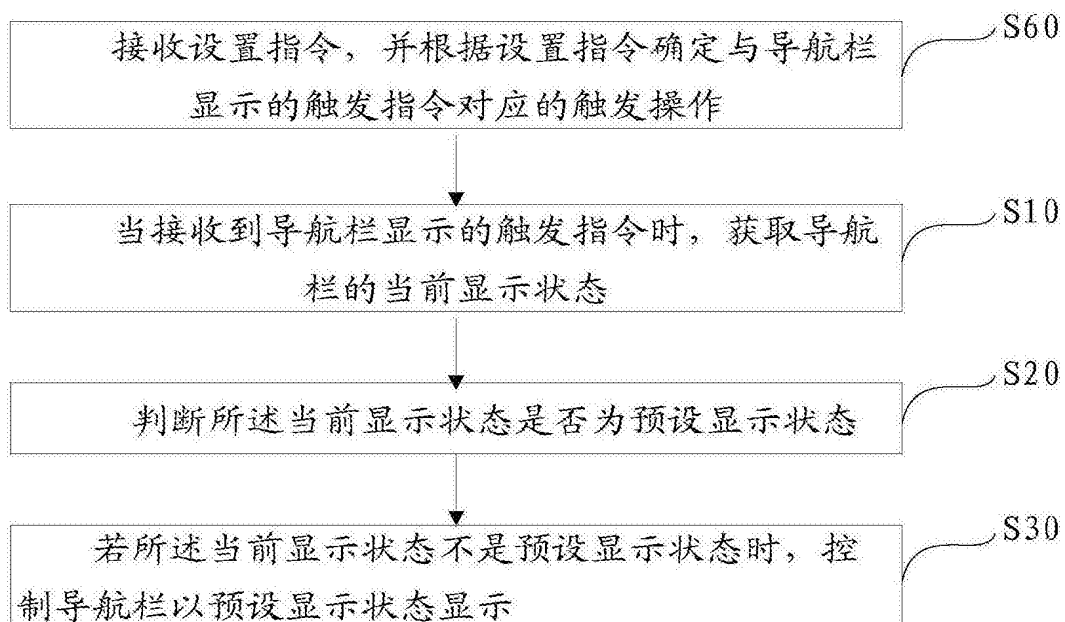 接收设置指令，并根据设置指令确定与导航栏
显示的触发指令对应的触发操作
S60
当接收到导航栏显示的触发指令时，获取导航
栏的当前显示状态
S10
判断所述当前显示状态是否为预设显示状态
S20
若所述当前显示状态不是预设显示状态时，控
制导航栏以预设显示状态显示
S30